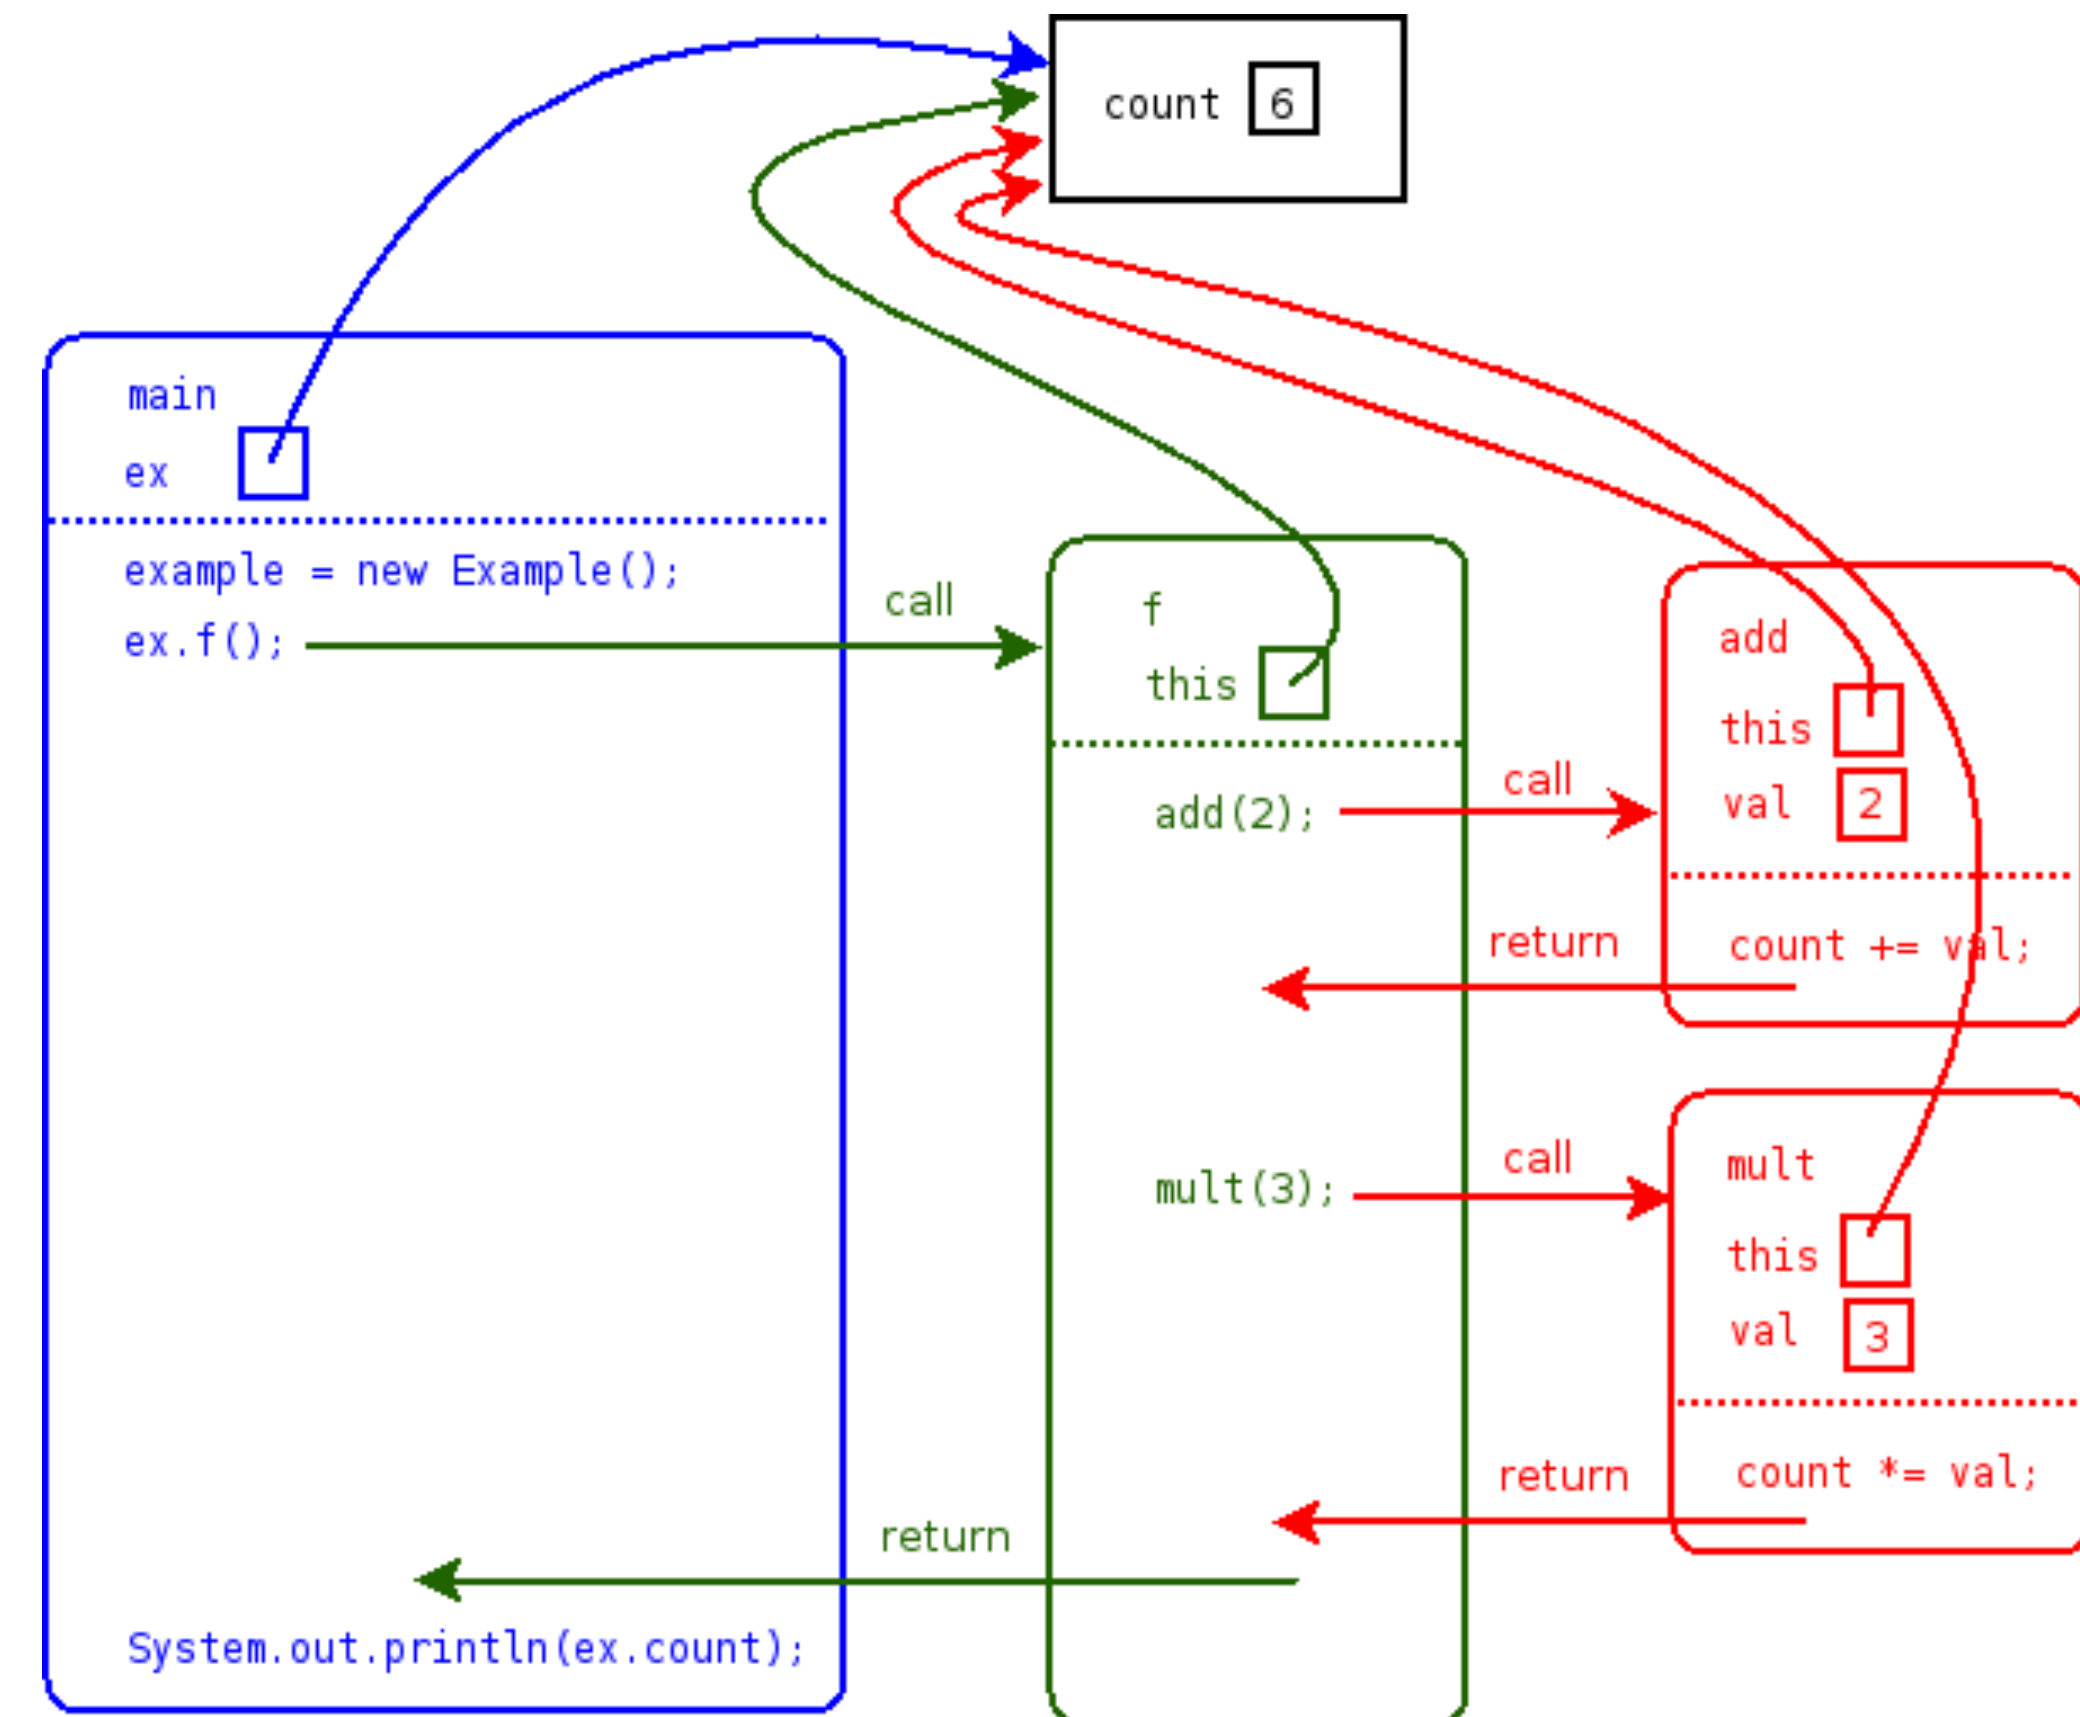 count 6
main
ex
example = new Example();
ex.f();
call
f
this
add(2);
call
add
this
val 2
count += val;
return
mult(3);
call
mult
this
val 3
count *= val;
return
return
System.out.println(ex.count);